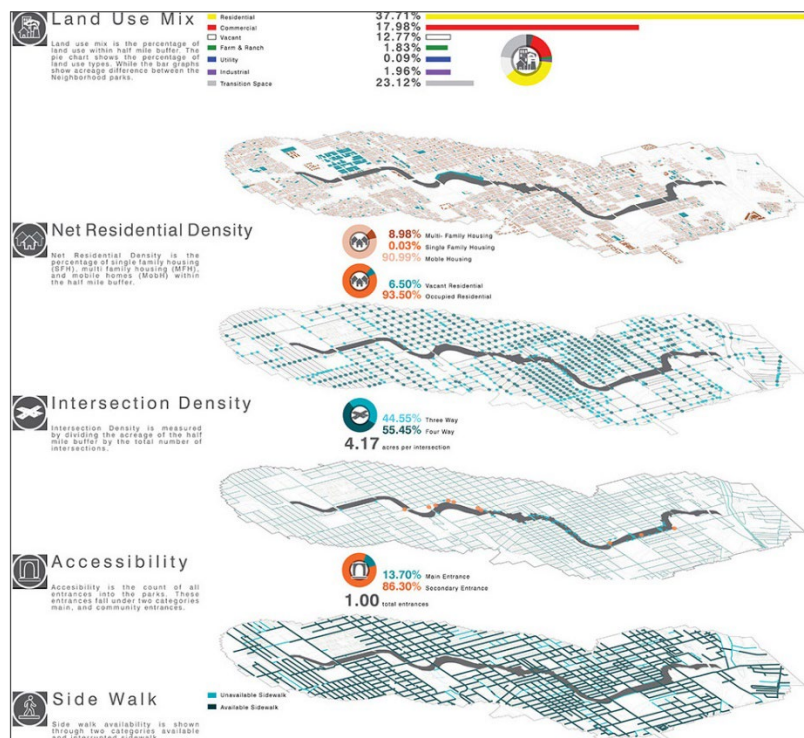 Land Use Mix
Land use mix is the percentage of
land use within half mile buffer. The
pie chart shows the percentage of
land use types. While the bar graphs
show acreage difference between the
Neighborhood parks.
Residential 37.71%
Commercial 17.98%
Vacant 12.77%
Farm & Ranch 1.83%
Utility 0.09%
Industrial 1.96%
Transition Space 23.12%
Net Residential Density
Net Residential Density is the
percentage of single family housing
(SFH), multi family housing (MFH),
and mobile homes (MobH) within
the half mile buffer.
8.98% Multi- Family Housing
0.03% Single Family Housing
90.99% Moble Housing
6.50% Vacant Residential
93.50% Occupied Residential
Intersection Density
Intersection Density is measured
by dividing the acreage of the half
mile buffer by the total number of
intersections.
44.55% Three Way
55.45% Four Way
4.17 acres per intersection
Accessibility
Accesibility is the count of all
entrances into the parks. These
entrances fall under two categories
main, and community entrances.
13.70% Main Entrance
86.30% Secondary Entrance
1.00 total entrances
Side Walk
Side walk availability is shown
through two categories available
and interrupted sidewalk.
Unavailable Sidewalk
Available Sidewalk